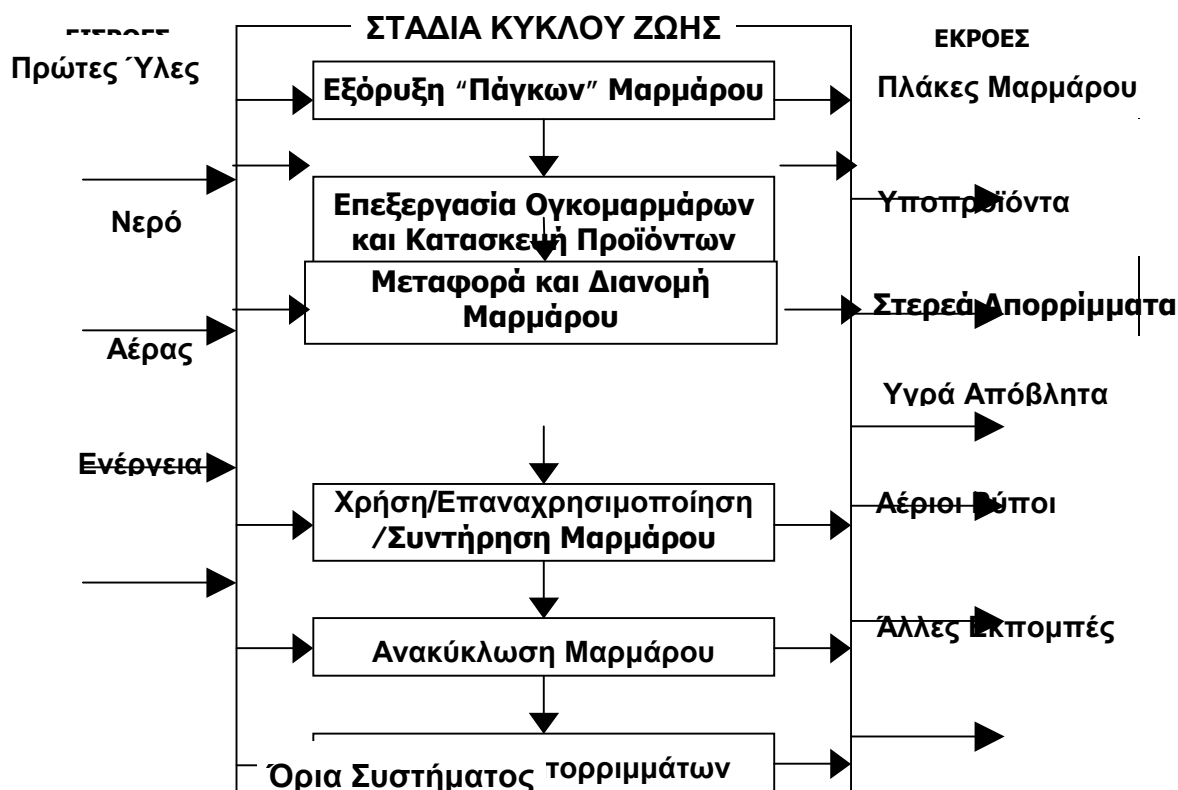 ΣΤΑΔΙΑ ΚΥΚΛΟΥ ΖΩΗΣ
ΕΙΣΡΟΕΣ
ΕΚΡΟΕΣ
Πρώτες Ύλες
Εξόρυξη “Πάγκων” Μαρμάρου
Πλάκες Μαρμάρου
Νερό
Επεξεργασία Ογκομαρμάρων
και Κατασκευή Προϊόντων
Υποπροϊόντα
Μεταφορά και Διανομή
Μαρμάρου
Στερεά Απορρίμματα
Αέρας
Υγρά Απόβλητα
Ενέργεια
Χρήση/Επαναχρησιμοποίηση
/Συντήρηση Μαρμάρου
Αέριοι Ρύποι
Ανακύκλωση Μαρμάρου
Άλλες Εκπομπές
Όρια Συστήματος